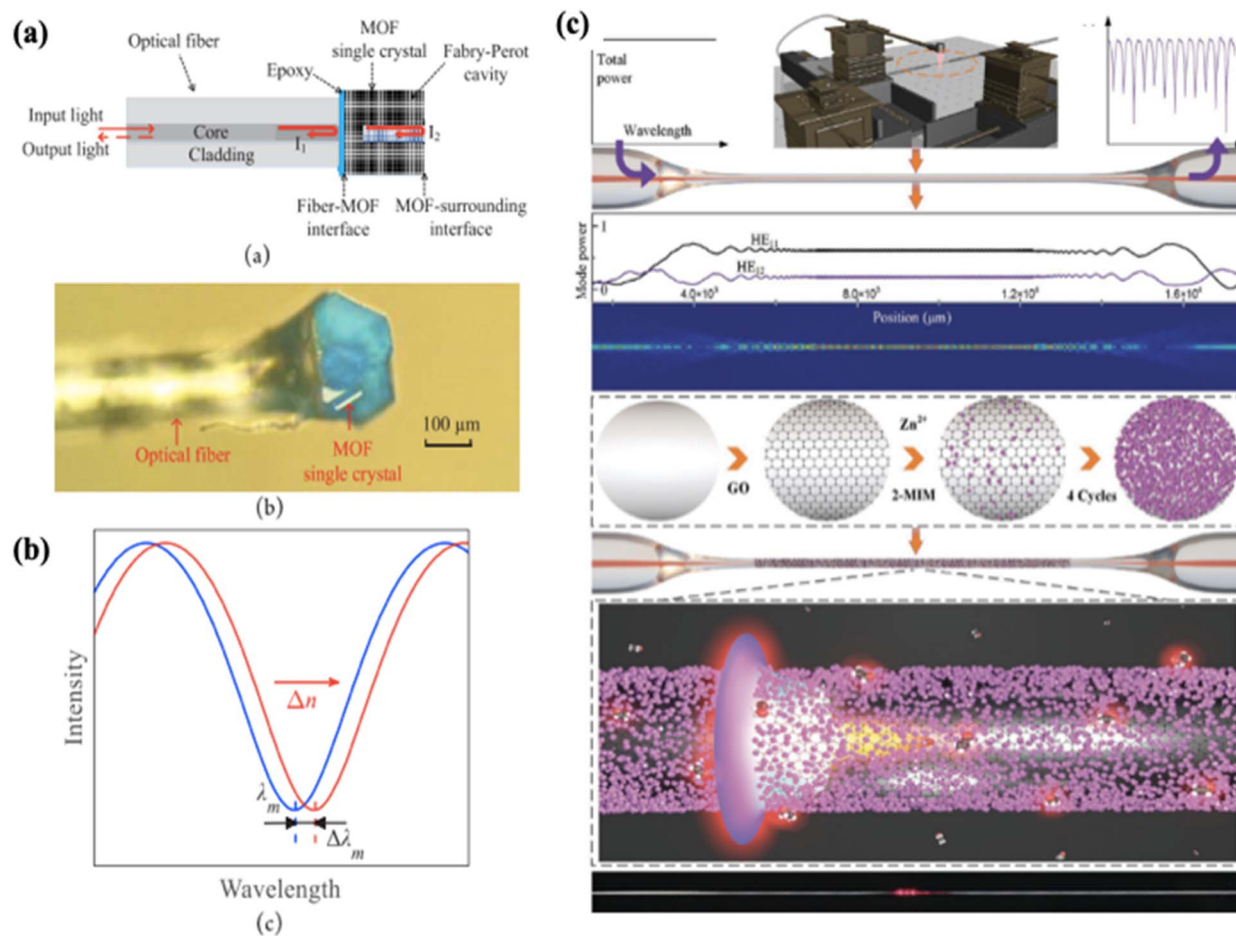 (a)
Optical fiber
MOF
single crystal
Epoxy
Fabry-Perot
cavity
Input light
Output light
Core
Cladding
I1
I2
Fiber-MOF
interface
MOF-surrounding
interface
(a)
Optical fiber
MOF
single crystal
100 µm
(b)
(b)
Intensity
Δn
λm
Δλm
Wavelength
(c)
(c)
Total
power
Wavelength
Mode power
1
0
HE11
HE12
4.0×10³
8.0×10³
1.2×10⁴
1.6×10⁴
Position (µm)
GO
Zn²⁺
2-MIM
4 Cycles